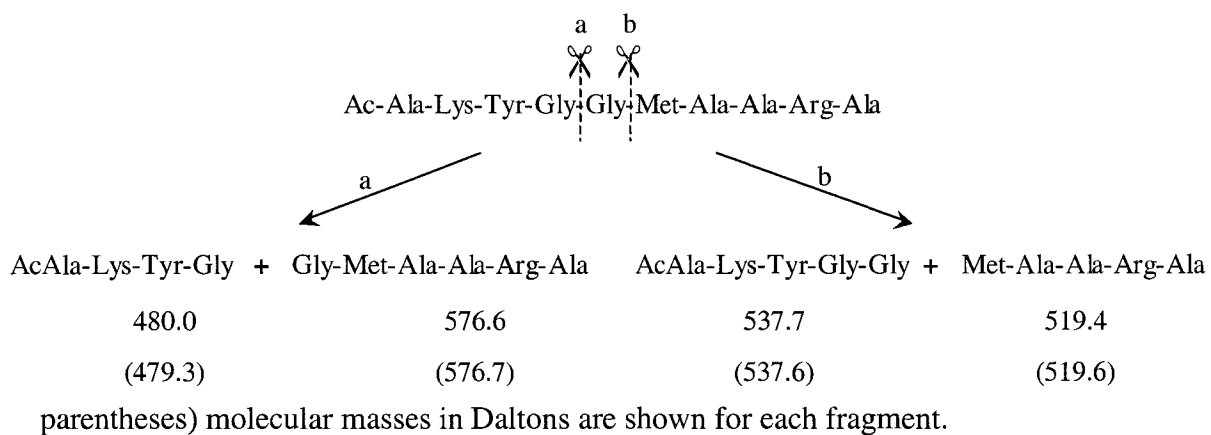 a b
Ac-Ala-Lys-Tyr-Gly-Gly-Met-Ala-Ala-Arg-Ala
a b
AcAla-Lys-Tyr-Gly + Gly-Met-Ala-Ala-Arg-Ala AcAla-Lys-Tyr-Gly-Gly + Met-Ala-Ala-Arg-Ala
480.0 576.6 537.7 519.4
(479.3) (576.7) (537.6) (519.6)
parentheses) molecular masses in Daltons are shown for each fragment.